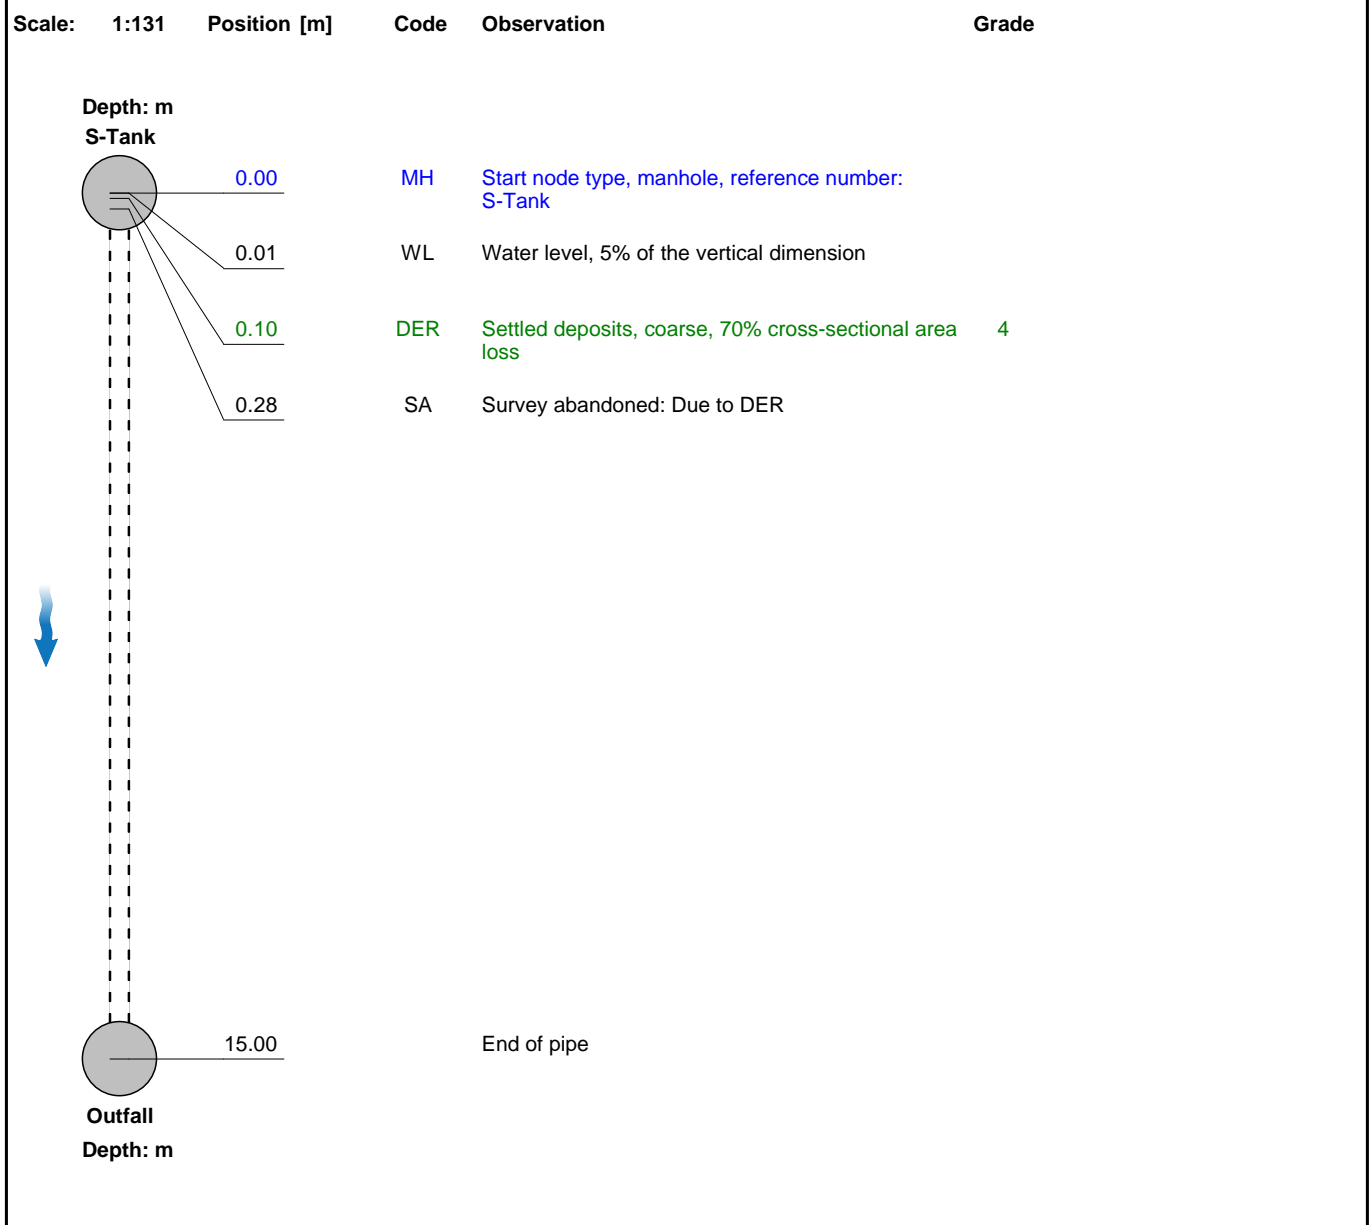 Scale: 1:131 Position [m] Code Observation Grade
Depth: m
S-Tank
0.00 MH Start node type, manhole, reference number:
S-Tank
0.01 WL Water level, 5% of the vertical dimension
0.10 DER Settled deposits, coarse, 70% cross-sectional area 4
loss
0.28 SA Survey abandoned: Due to DER
15.00 End of pipe
Outfall
Depth: m